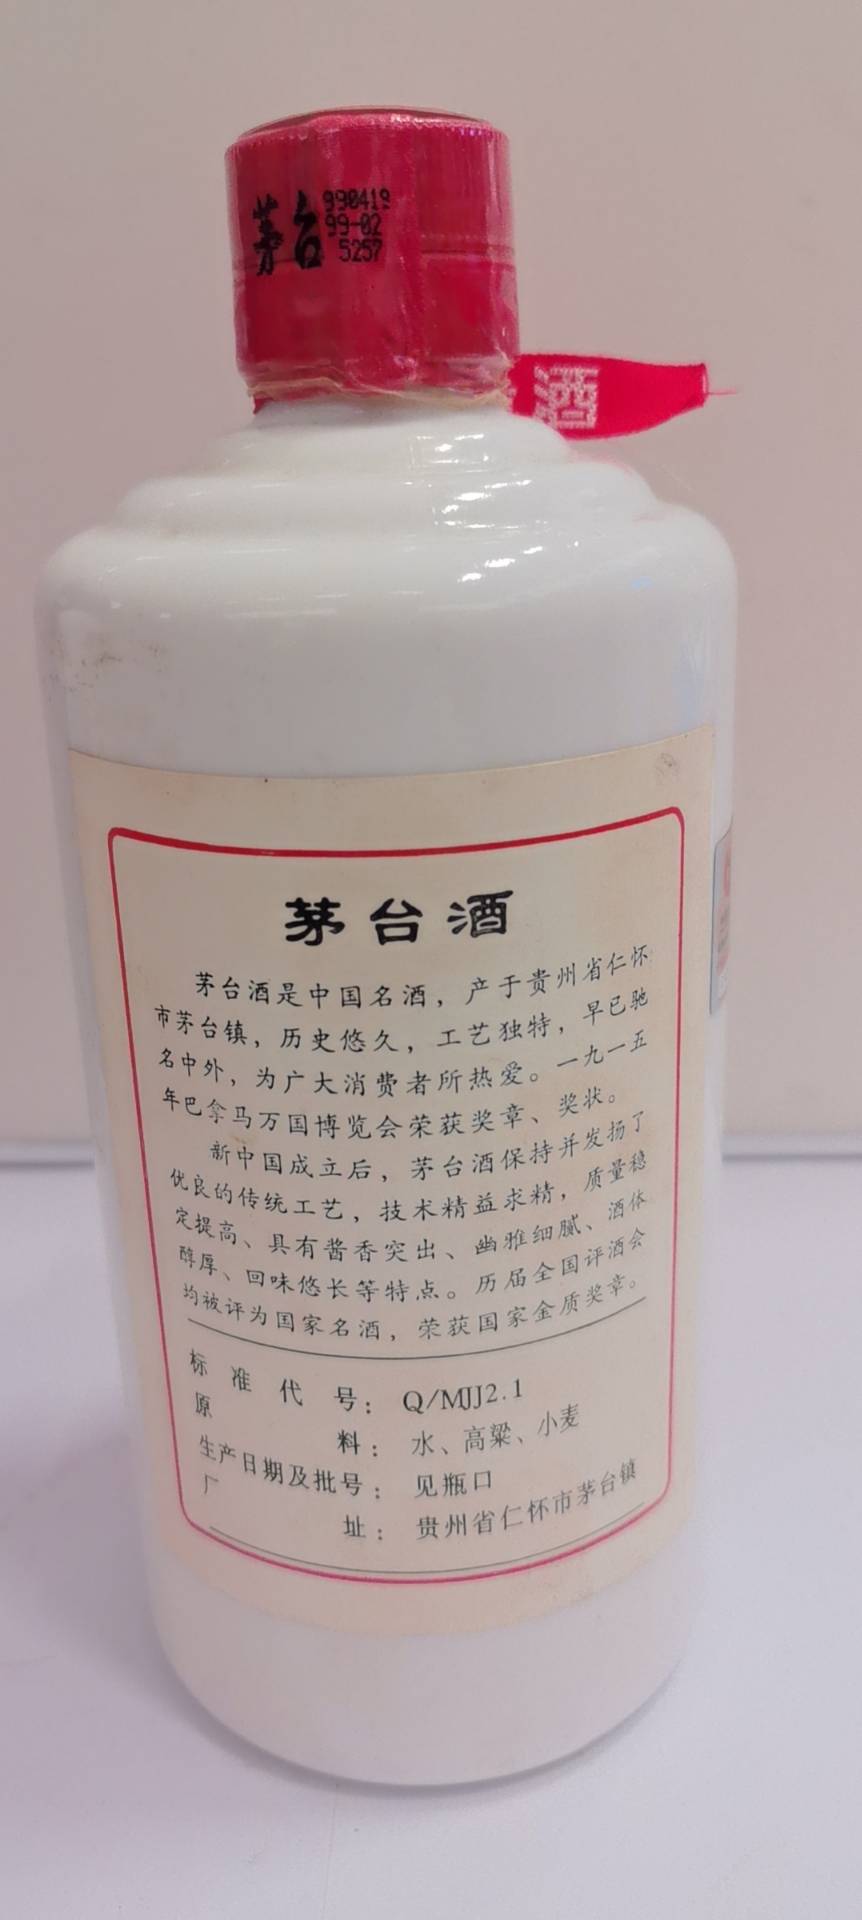 茅台
990419
99-02
5257
酒
茅台酒
茅台酒是中国名酒，产于贵州省仁怀
市茅台镇，历史悠久，工艺独特，早已驰
名中外，为广大消费者所热爱。一九一五
年巴拿马万国博览会荣获奖章、奖状。
新中国成立后，茅台酒保持并发扬了
优良的传统工艺，技术精益求精，质量稳
定提高、具有酱香突出、幽雅细腻、酒体
醇厚、回味悠长等特点。历届全国评酒会
均被评为国家名酒，荣获国家金质奖章。
标准代号：Q/MJJ2.1
原料：水、高粱、小麦
生产日期及批号：见瓶口
厂址：贵州省仁怀市茅台镇